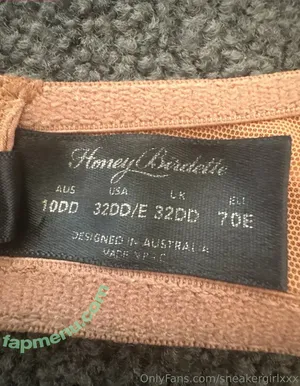 Honey Birdette
AUS USA UK EU
10DD 32DD/E 32DD 70E
DESIGNED IN AUSTRALIA
MADE IN P.R.C
fapmenu.com
OnlyFans.com/sneakergirlxxx